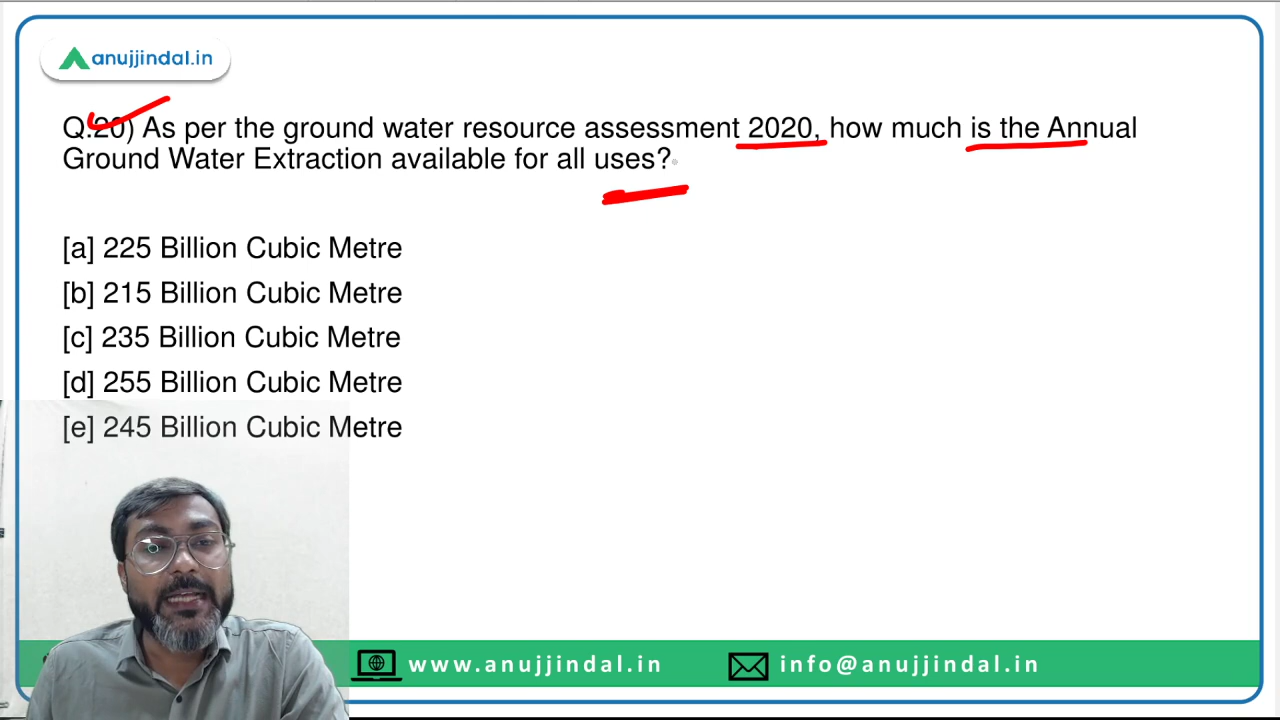 anujjindal.in
Q.20) As per the ground water resource assessment 2020, how much is the Annual
Ground Water Extraction available for all uses?
[a] 225 Billion Cubic Metre
[b] 215 Billion Cubic Metre
[c] 235 Billion Cubic Metre
[d] 255 Billion Cubic Metre
[e] 245 Billion Cubic Metre
www.anujjindal.in
info@anujjindal.in